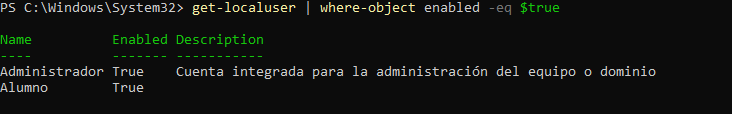 PS C:\Windows\System32> get-localuser | where-object enabled -eq $true
Name Enabled Description
---- ------- -----------
Administrador True Cuenta integrada para la administración del equipo o dominio
Alumno True